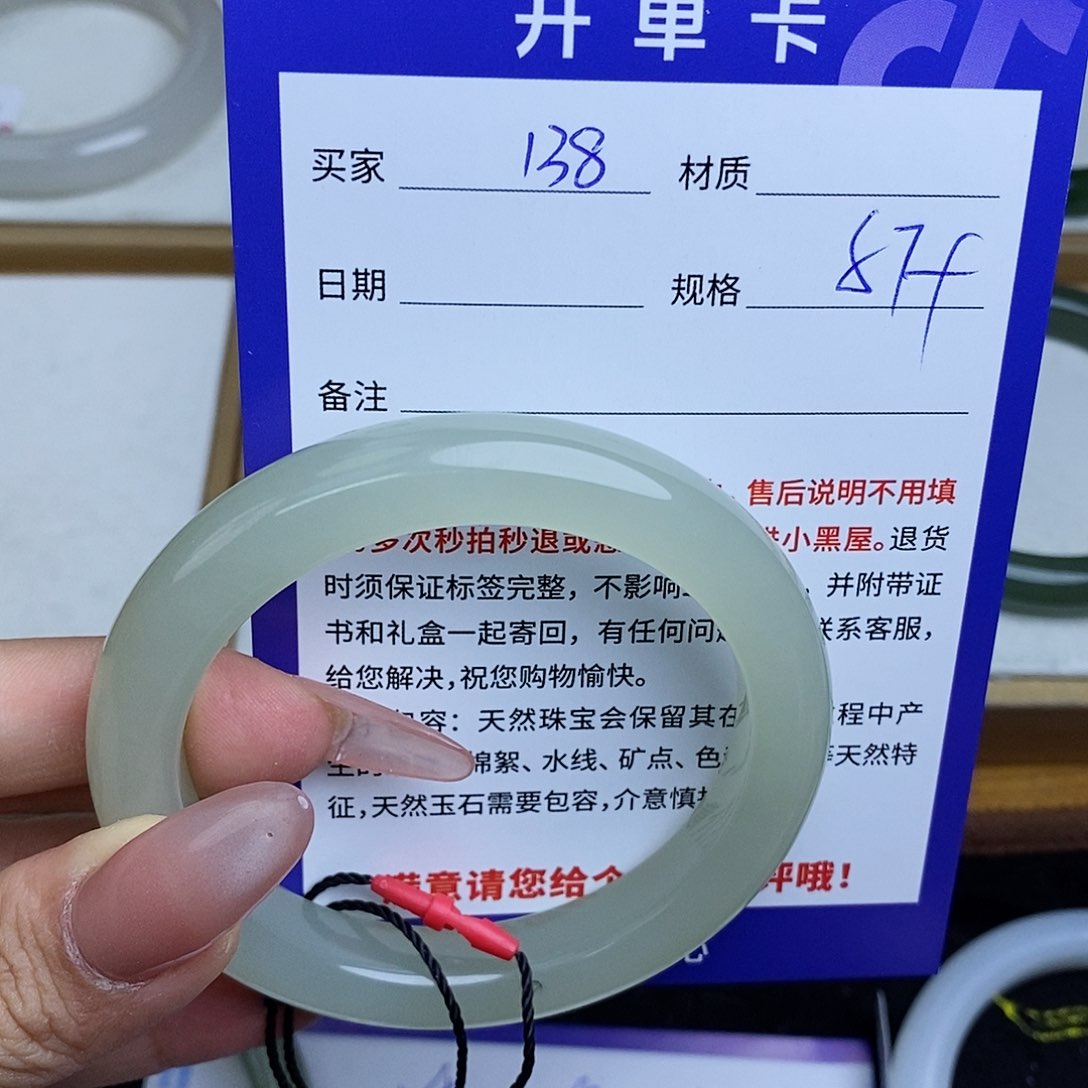 开单卡
买家 138 材质
日期 规格 87f
备注
售后说明不用填
多次秒拍秒退或 小黑屋。退货
时须保证标签完整，不影响 ，并附带证
书和礼盒一起寄回，有任何问 联系客服，
给您解决，祝您购物愉快。
包容：天然珠宝会保留其在 程中产
棉絮、水线、矿点、色 等天然特
征，天然玉石需要包容，介意慎
满意请您给个 评哦！
心